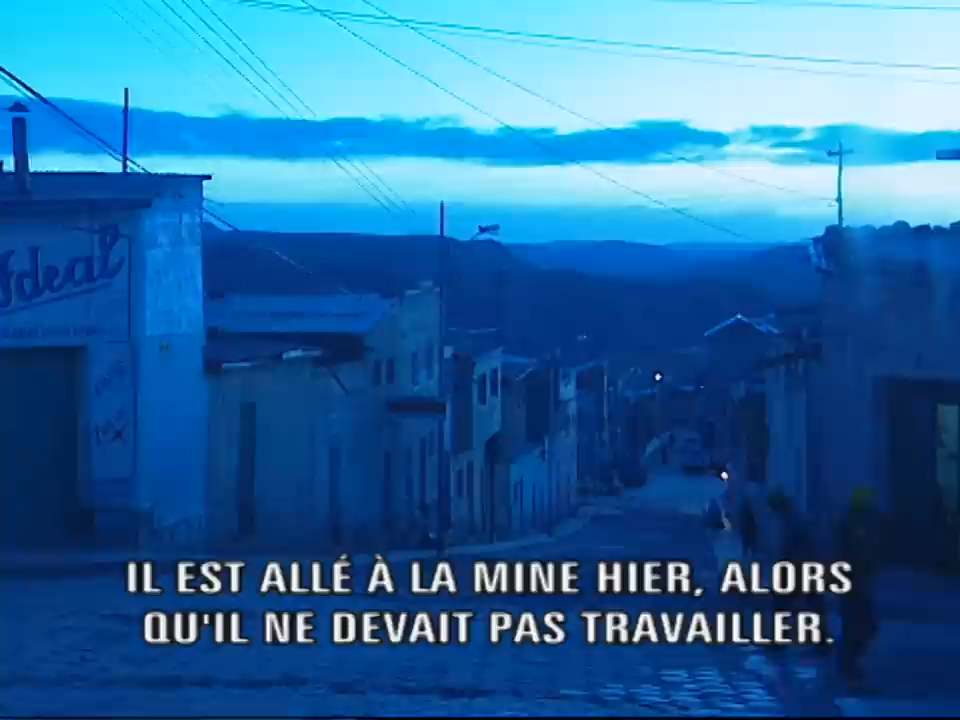 Ideal
IL EST ALLÉ À LA MINE HIER, ALORS
QU'IL NE DEVAIT PAS TRAVAILLER.